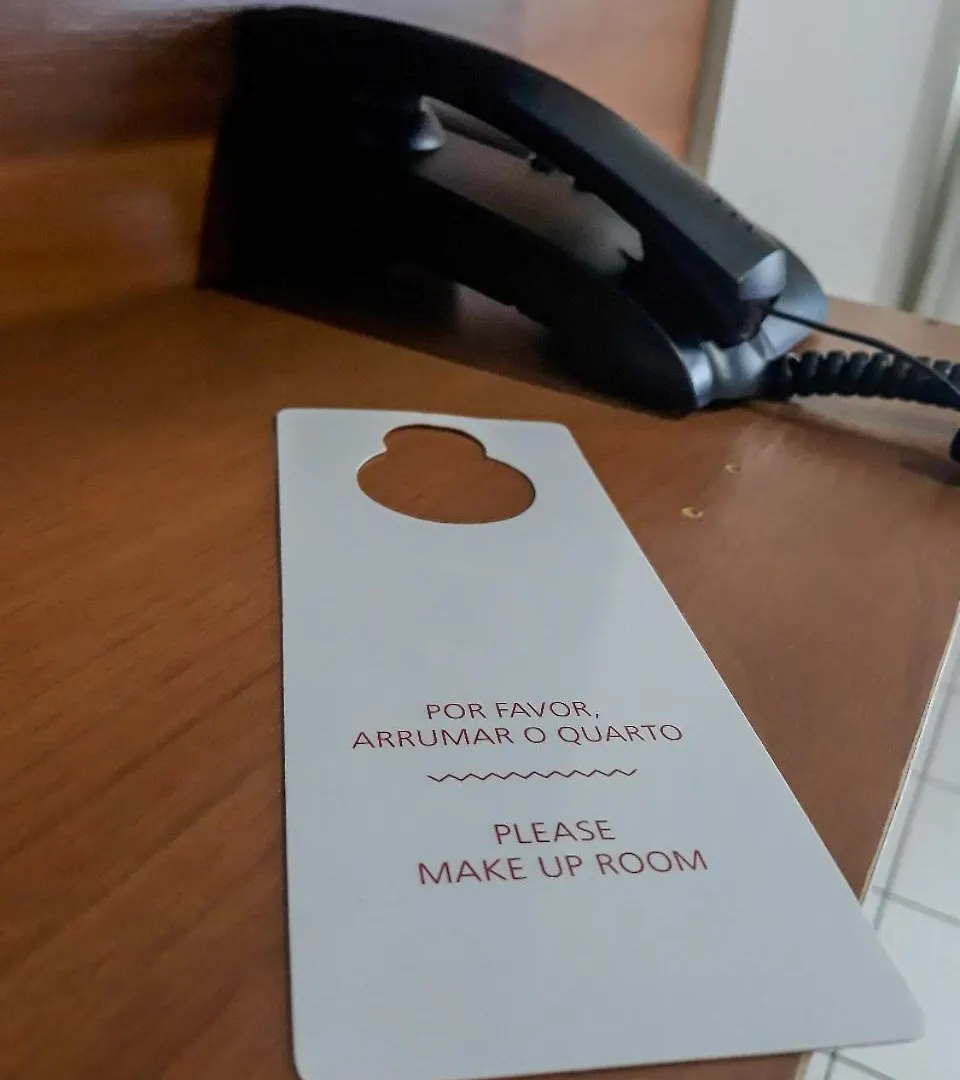 POR FAVOR,
ARRUMAR O QUARTO
PLEASE
MAKE UP ROOM